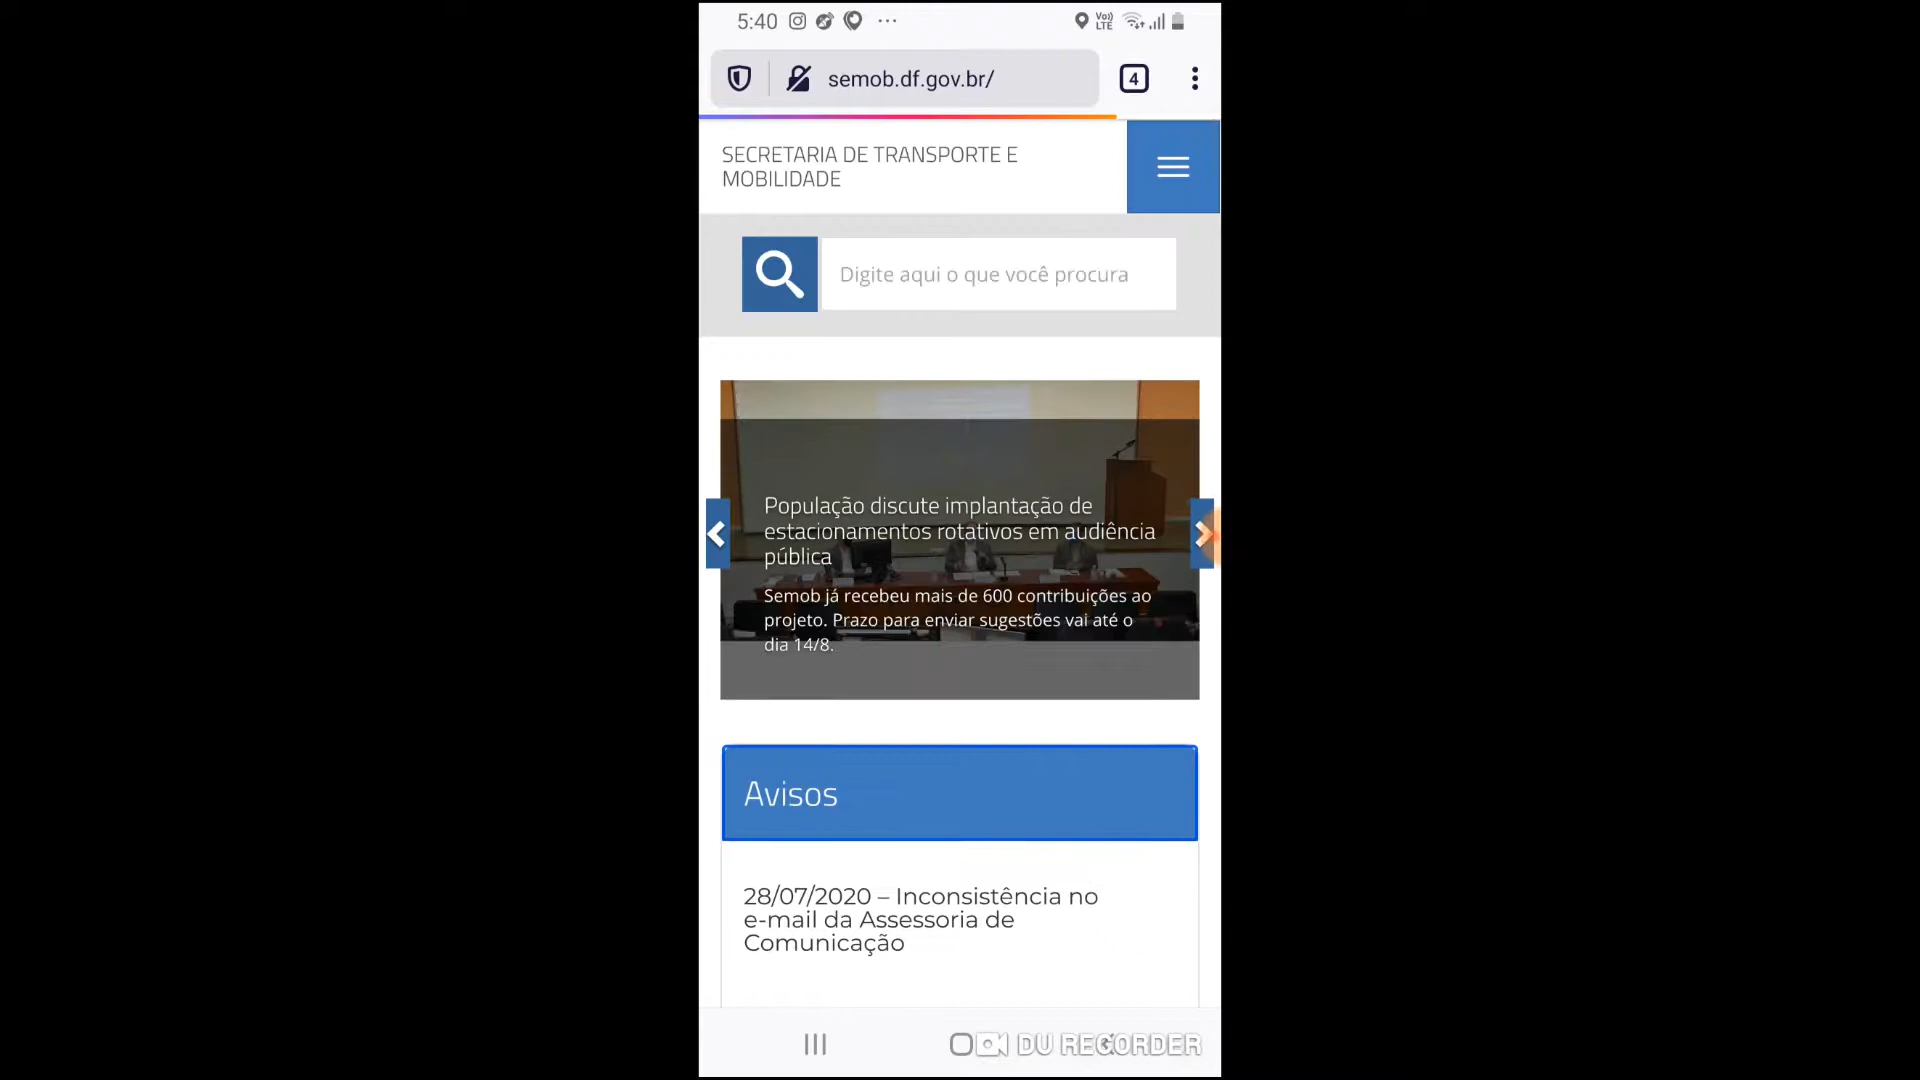 5:40
Vo)) LTE
semob.df.gov.br/
4
SECRETARIA DE TRANSPORTE E
MOBILIDADE
Digite aqui o que você procura
População discute implantação de
estacionamentos rotativos em audiência
pública
Semob já recebeu mais de 600 contribuições ao
projeto. Prazo para enviar sugestões vai até o
dia 14/8.
Avisos
28/07/2020 – Inconsistência no
e-mail da Assessoria de
Comunicação
DU RECORDER